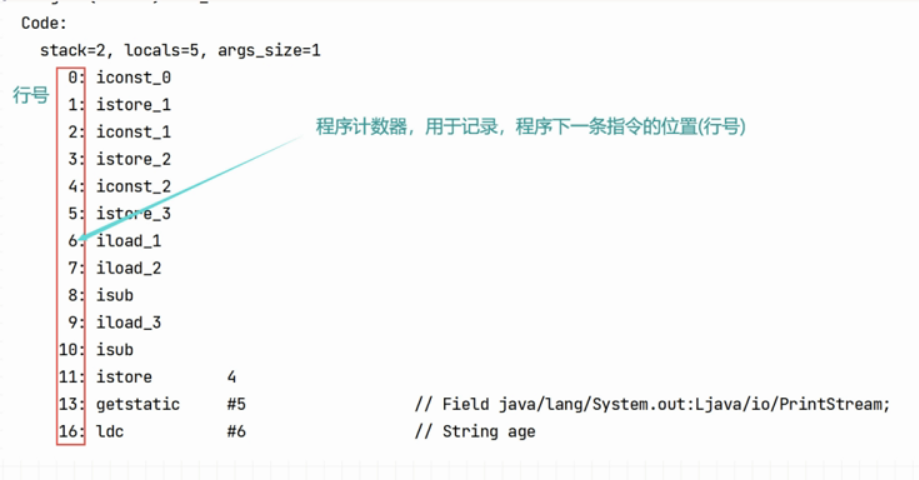 Code:
stack=2, locals=5, args_size=1
0: iconst_0
行号
1: istore_1
程序计数器，用于记录，程序下一条指令的位置(行号)
2: iconst_1
3: istore_2
4: iconst_2
5: istore_3
6: iload_1
7: iload_2
8: isub
9: iload_3
10: isub
11: istore 4
13: getstatic #5 // Field java/lang/System.out:Ljava/io/PrintStream;
16: ldc #6 // String age